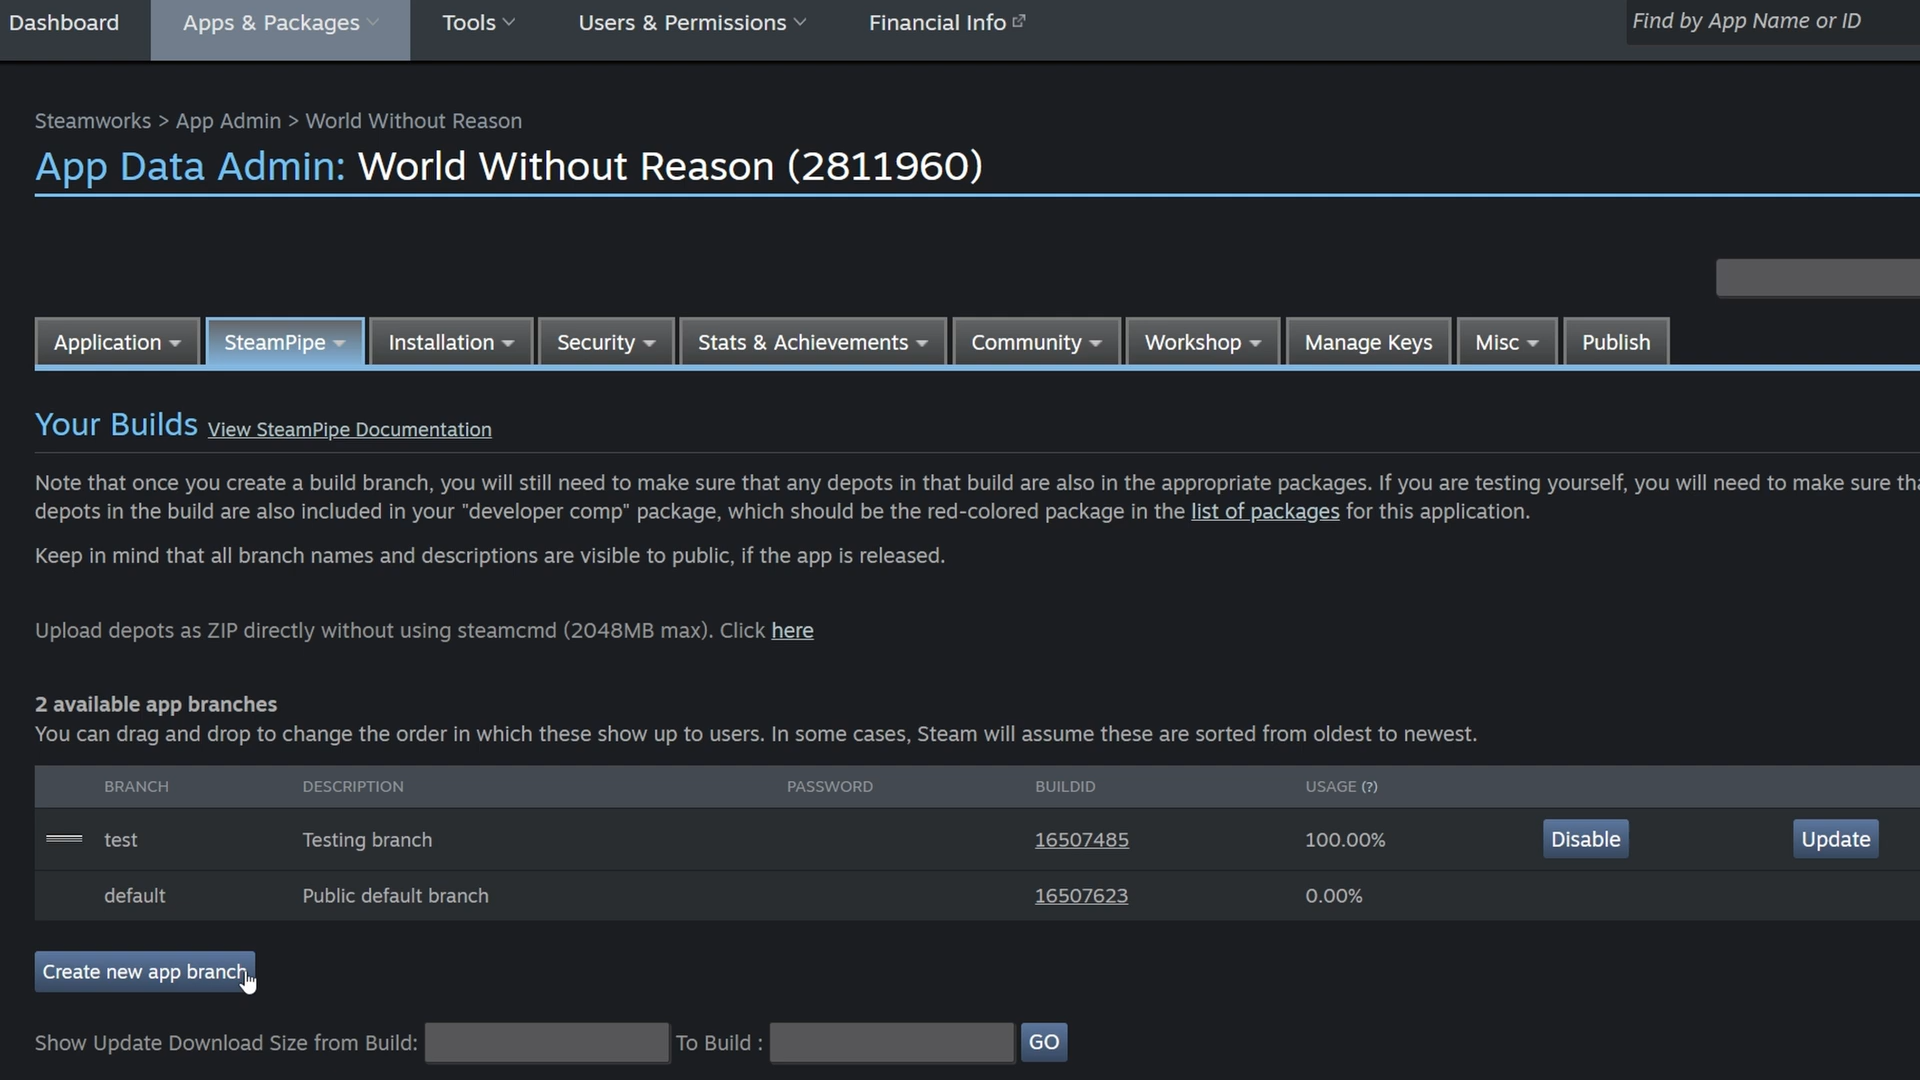 Dashboard Apps & Packages Tools Users & Permissions Financial Info Find by App Name or ID
Steamworks > App Admin > World Without Reason
App Data Admin: World Without Reason (2811960)
Application SteamPipe Installation Security Stats & Achievements Community Workshop Manage Keys Misc Publish
Your Builds View SteamPipe Documentation
Note that once you create a build branch, you will still need to make sure that any depots in that build are also in the appropriate packages. If you are testing yourself, you will need to make sure
depots in the build are also included in your "developer comp" package, which should be the red-colored package in the list of packages for this application.
Keep in mind that all branch names and descriptions are visible to public, if the app is released.
Upload depots as ZIP directly without using steamcmd (2048MB max). Click here
2 available app branches
You can drag and drop to change the order in which these show up to users. In some cases, Steam will assume these are sorted from oldest to newest.
BRANCH DESCRIPTION PASSWORD BUILDID USAGE (?)
test Testing branch 16507485 100.00% Disable Update
default Public default branch 16507623 0.00%
Create new app branch
Show Update Download Size from Build: To Build : GO